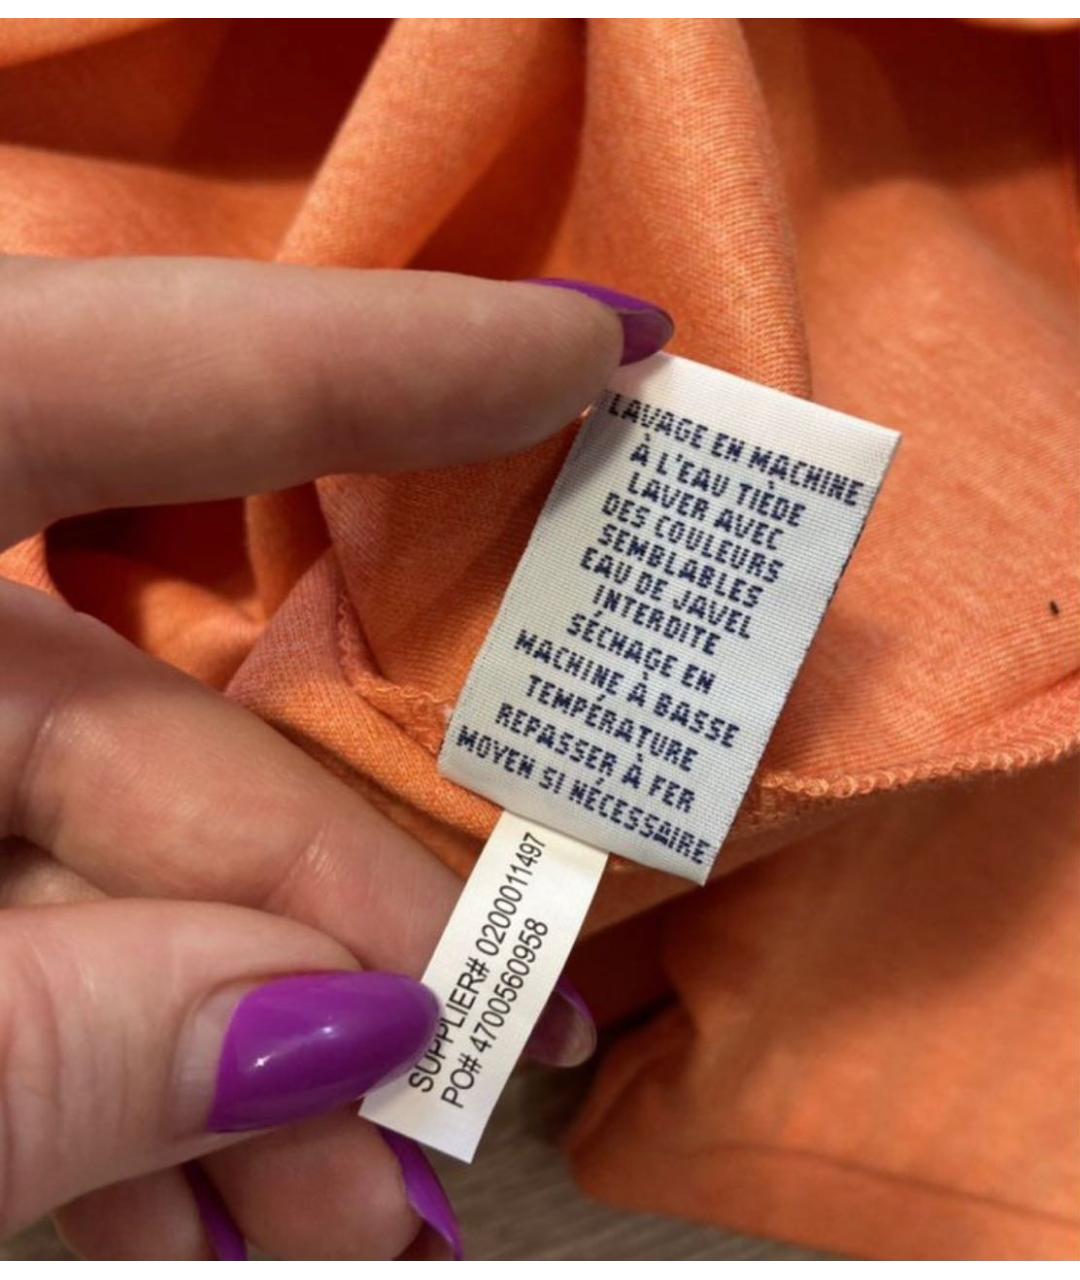 LAVAGE EN MACHINE
À L'EAU TIÈDE
LAVER AVEC
DES COULEURS
SEMBLABLES
EAU DE JAVEL
INTERDITE
SÉCHAGE EN
MACHINE À BASSE
TEMPÉRATURE
REPASSER À FER
MOYEN SI NÉCESSAIRE
SUPPLIER# 0200011497
PO# 4700560958